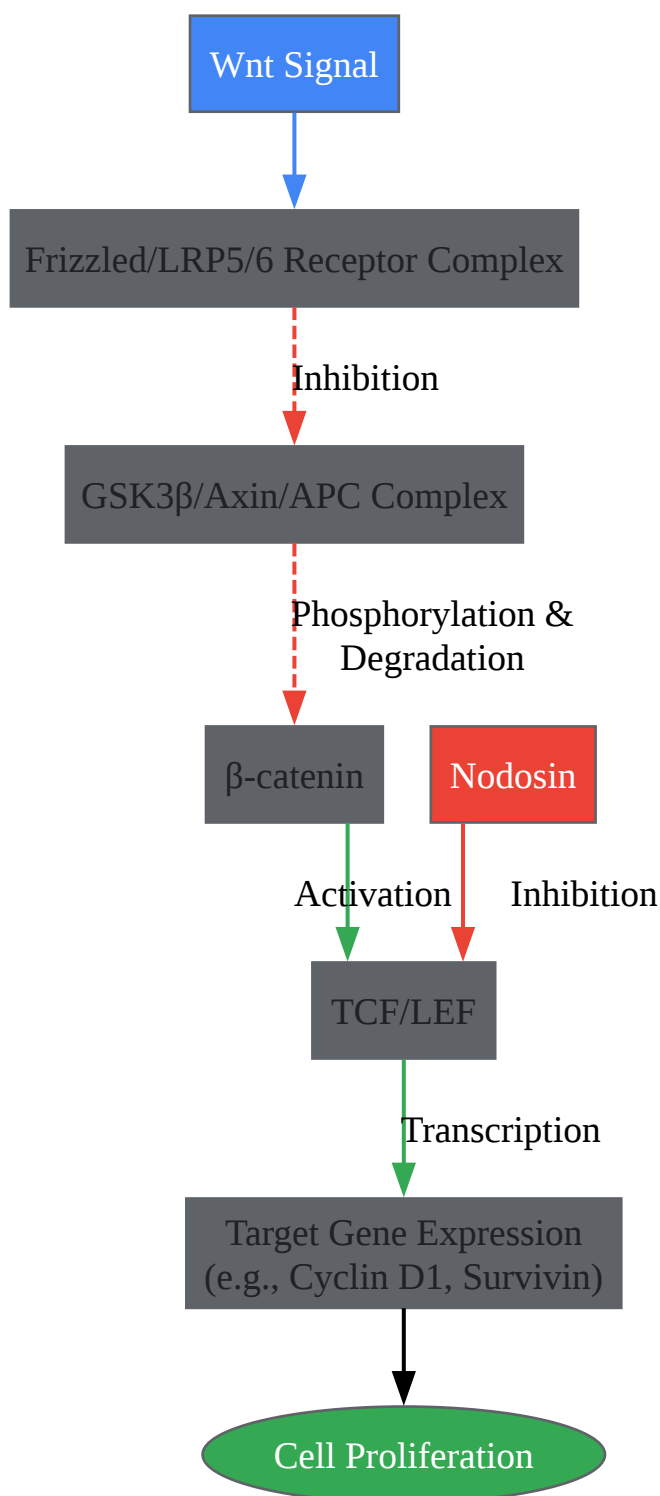 Wnt Signal
Frizzled/LRP5/6 Receptor Complex
Inhibition
GSK3β/Axin/APC Complex
Phosphorylation &
Degradation
β-catenin
Nodosin
Activation
Inhibition
TCF/LEF
Transcription
Target Gene Expression
(e.g., Cyclin D1, Survivin)
Cell Proliferation